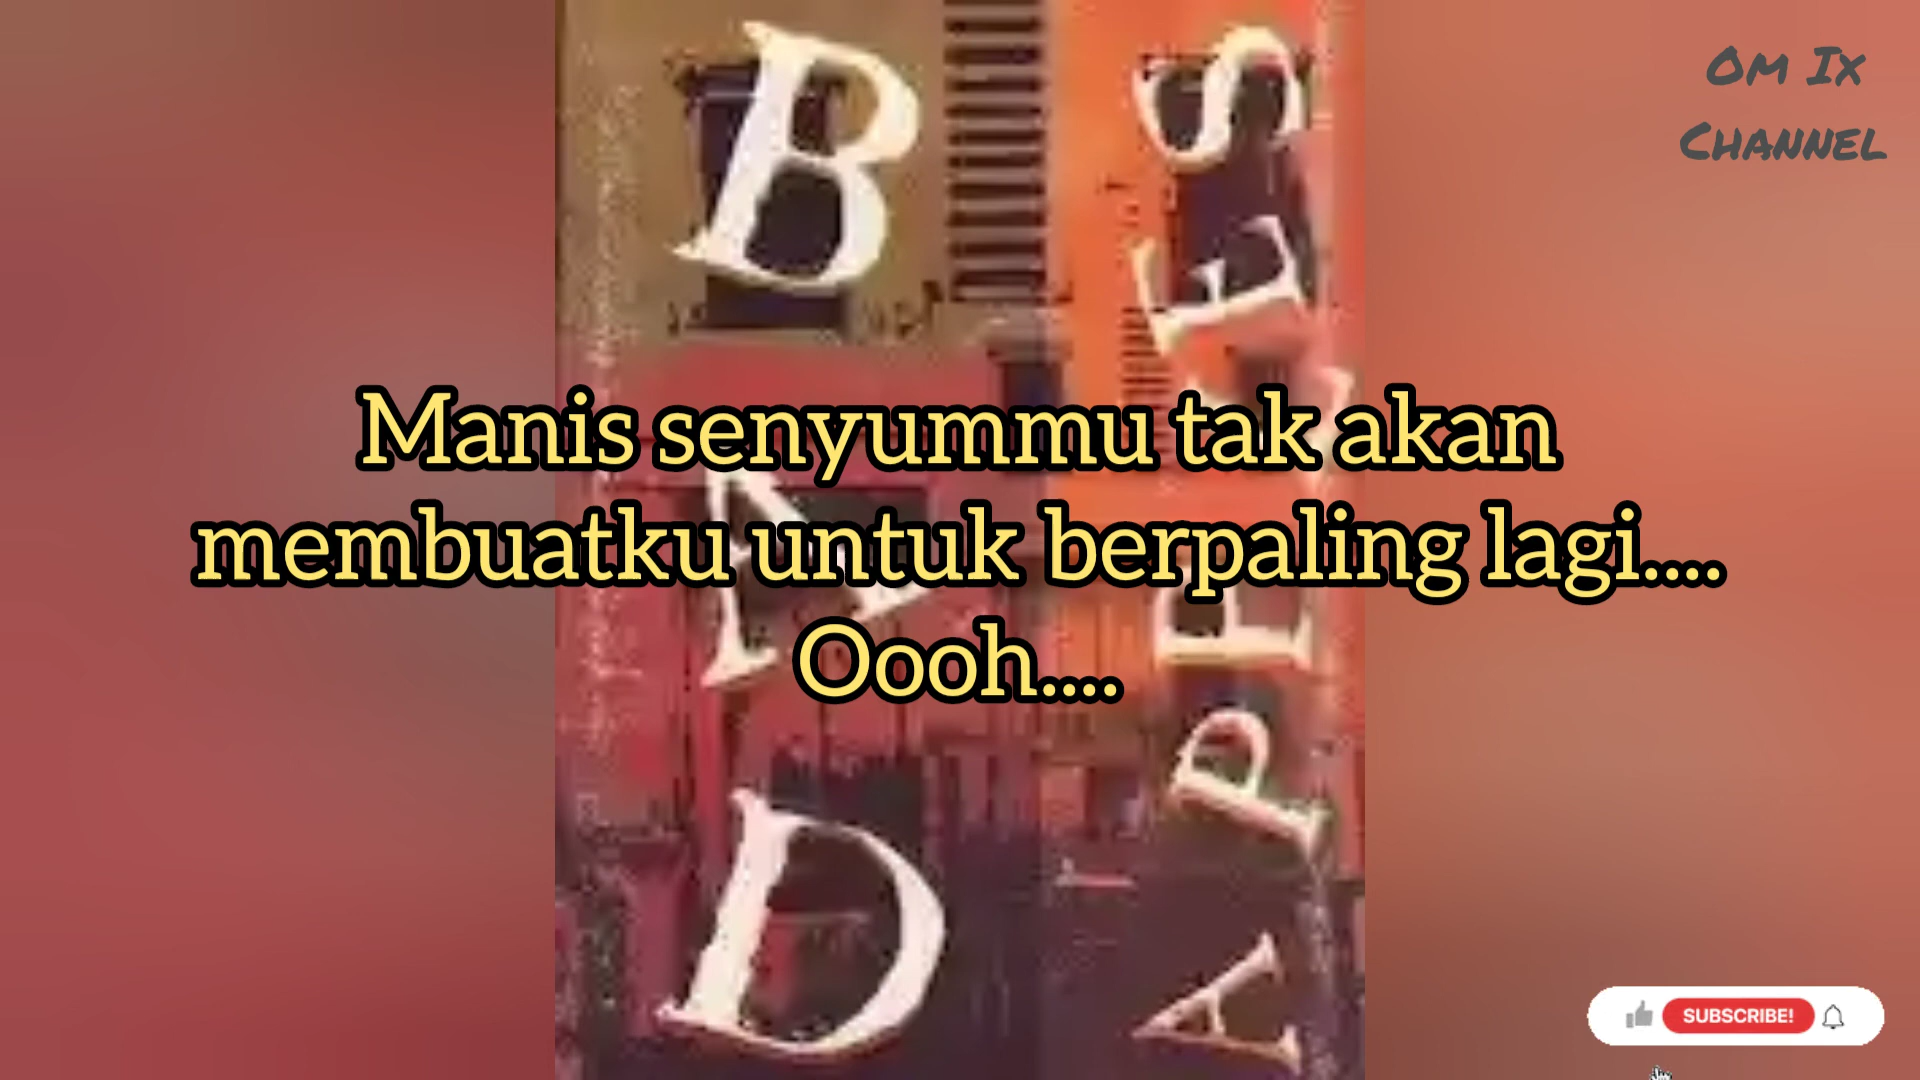 Om Ix
Channel
Manis senyummu tak akan
membuatku untuk berpaling lagi....
Oooh....
SUBSCRIBE!